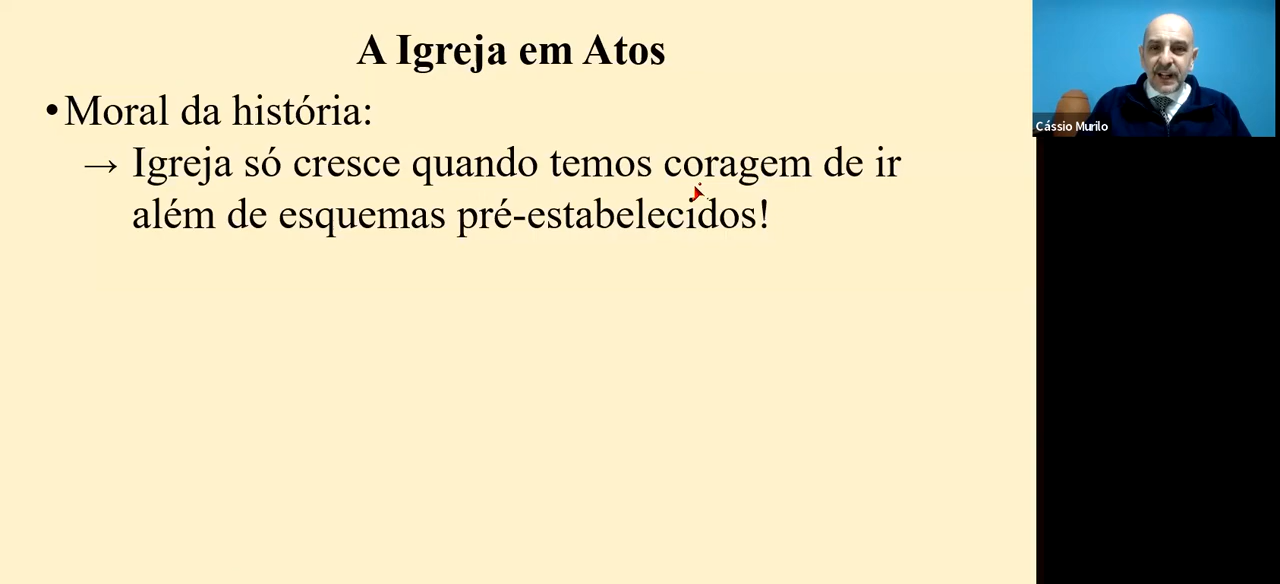 A Igreja em Atos
•Moral da história:
→ Igreja só cresce quando temos coragem de ir
além de esquemas pré-estabelecidos!
Cássio Murilo